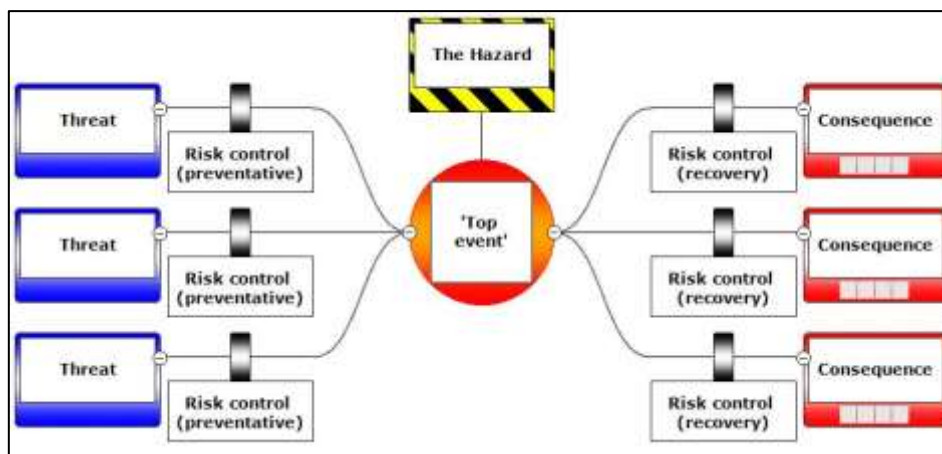 The Hazard
Threat
Risk control
(preventative)
Risk control
(recovery)
Consequence
Threat
Risk control
(preventative)
'Top
event'
Risk control
(recovery)
Consequence
Threat
Risk control
(preventative)
Risk control
(recovery)
Consequence